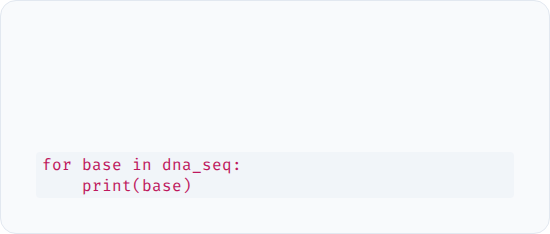 for base in dna_seq:
    print(base)